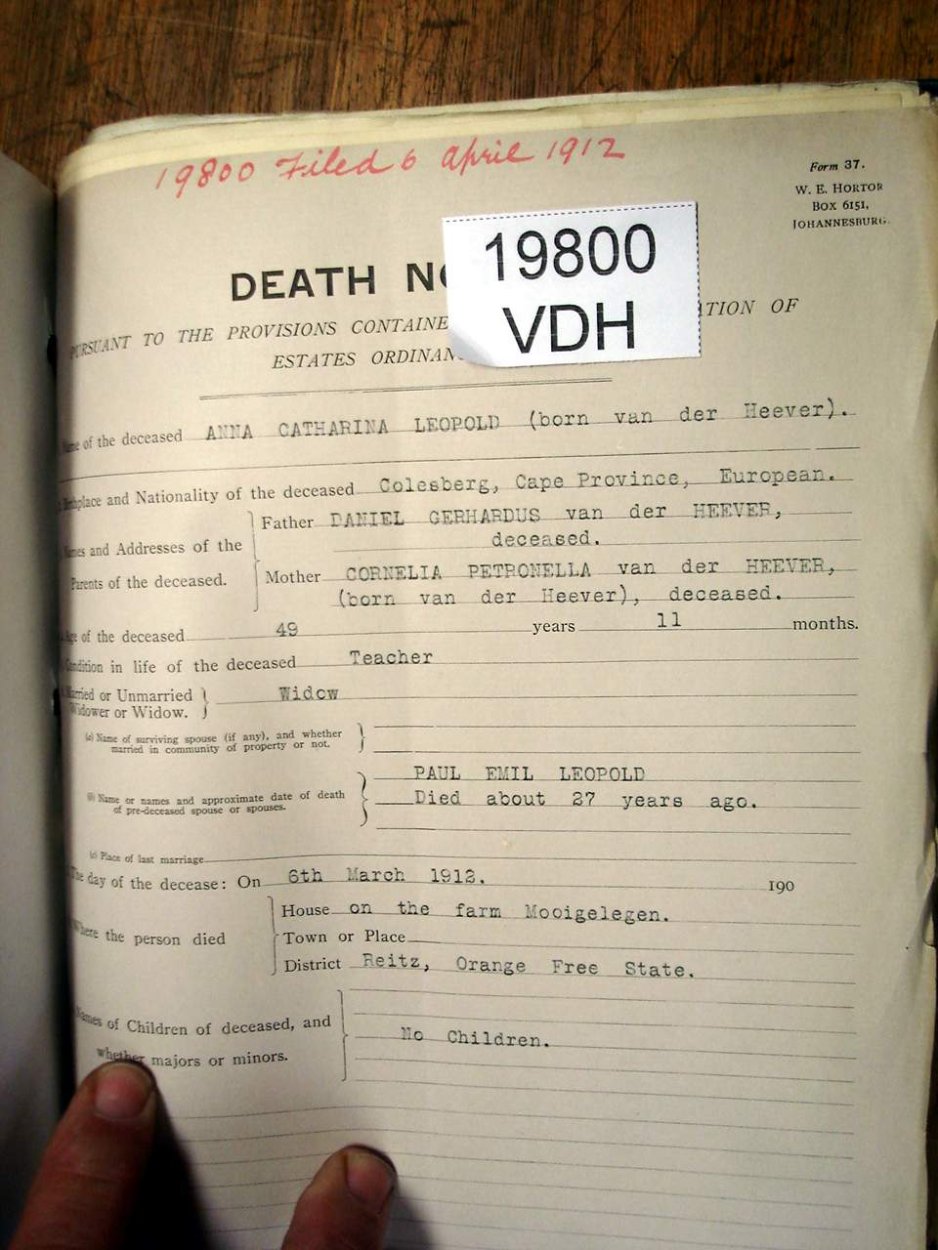 19800 Filed 6 April 1912
Form 37.
W. E. HORTOR
BOX 6151,
JOHANNESBURG.
19800
VDH
DEATH
PURSUANT TO THE PROVISIONS OF
ESTATES
Name of the deceased ANNA CATHARINA LEOPOLD (born van der Heever).
Birthplace and Nationality of the deceased Colesberg, Cape Province, European.
Names and Addresses of the Parents of the deceased.
Father DANIEL GERHARDUS van der HEEVER,
deceased.
Mother CORNELIA PETRONELLA van der HEEVER,
(born van der Heever), deceased.
Age of the deceased 49 years 11 months.
Condition in life of the deceased Teacher
Married or Unmarried Widow
Widower or Widow.
(a) Name of surviving spouse (if any), and whether
married in community of property or not.
PAUL EMIL LEOPOLD
(b) Name or names and approximate date of death Died about 27 years ago.
of pre-deceased spouse or spouses.
(c) Place of last marriage
The day of the decease: On 6th March 1912. 190
House on the farm Mooigelegen.
Where the person died Town or Place
District Reitz, Orange Free State.
Names of Children of deceased, and
No Children.
whether majors or minors.